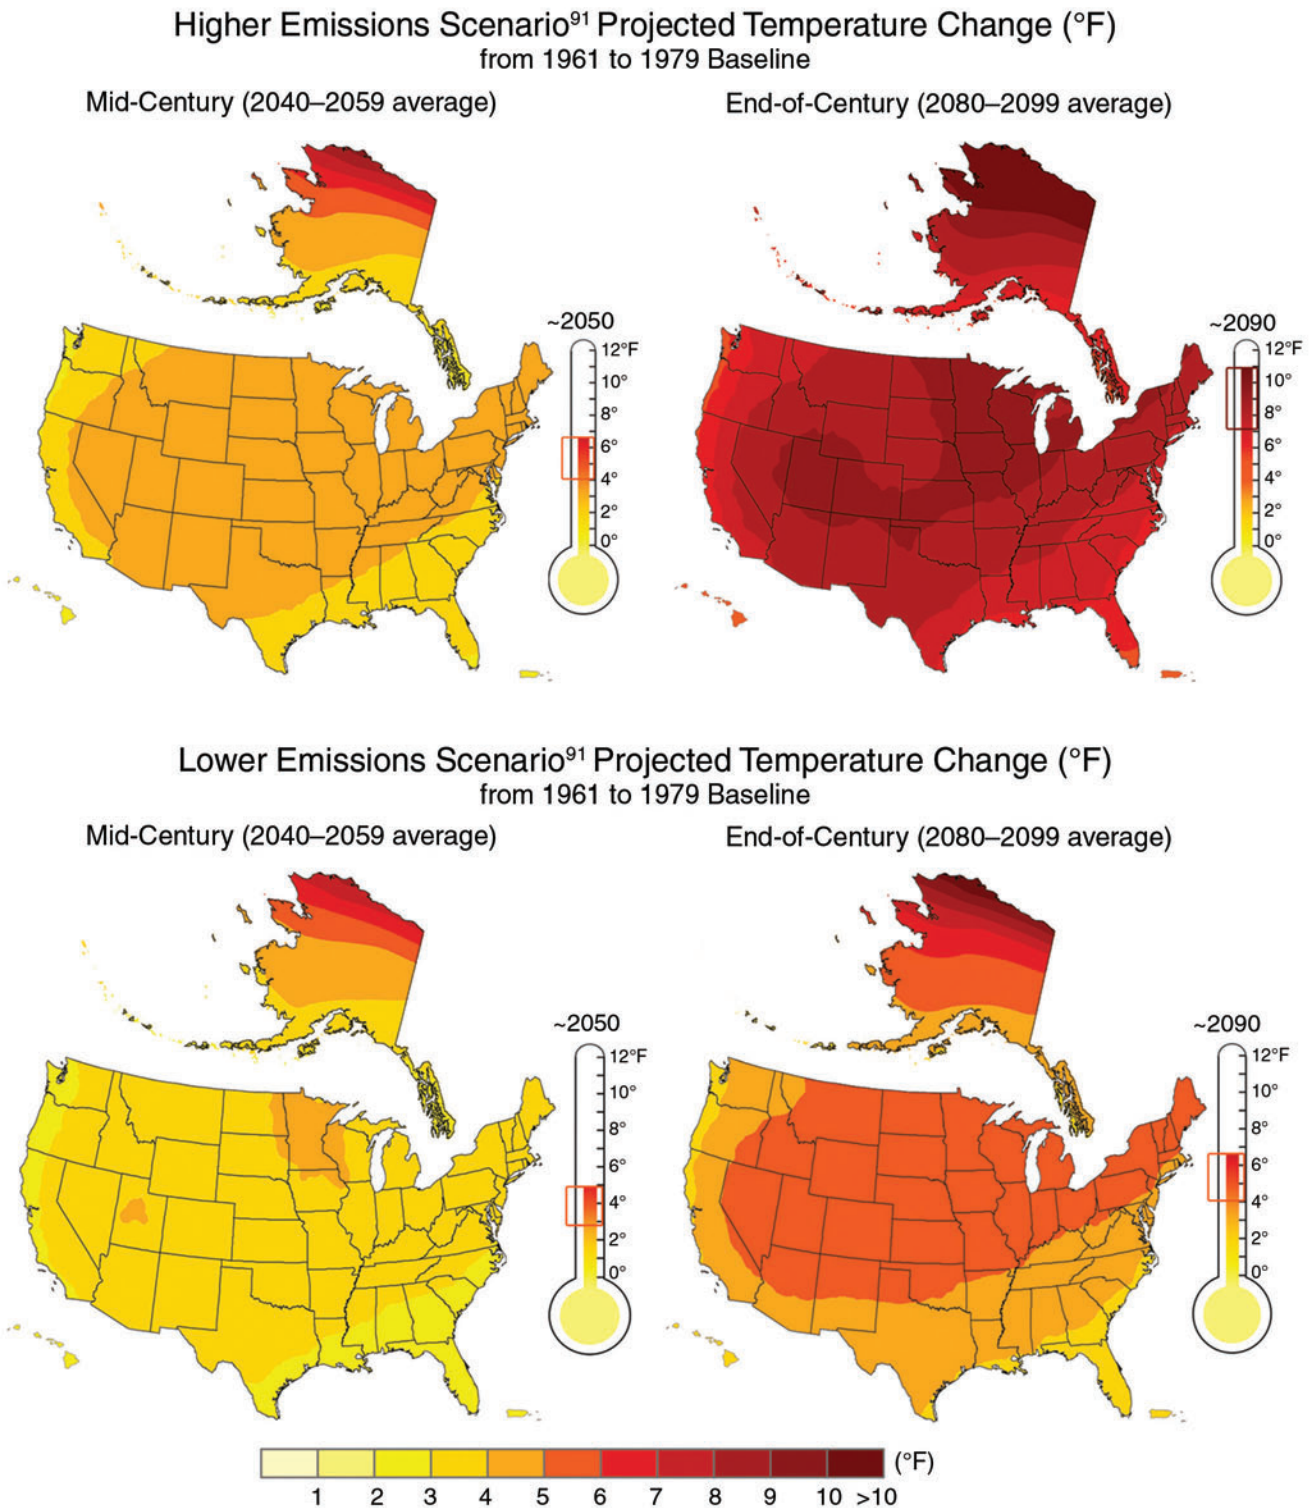 Higher Emissions Scenario91 Projected Temperature Change (°F)
from 1961 to 1979 Baseline
Mid-Century (2040–2059 average)
End-of-Century (2080–2099 average)
~2050
12°F
10°
8°
6°
4°
2°
0°
~2090
12°F
10°
8°
6°
4°
2°
0°
Lower Emissions Scenario91 Projected Temperature Change (°F)
from 1961 to 1979 Baseline
Mid-Century (2040–2059 average)
End-of-Century (2080–2099 average)
~2050
12°F
10°
8°
6°
4°
2°
0°
~2090
12°F
10°
8°
6°
4°
2°
0°
(°F)
1 2 3 4 5 6 7 8 9 10 >10